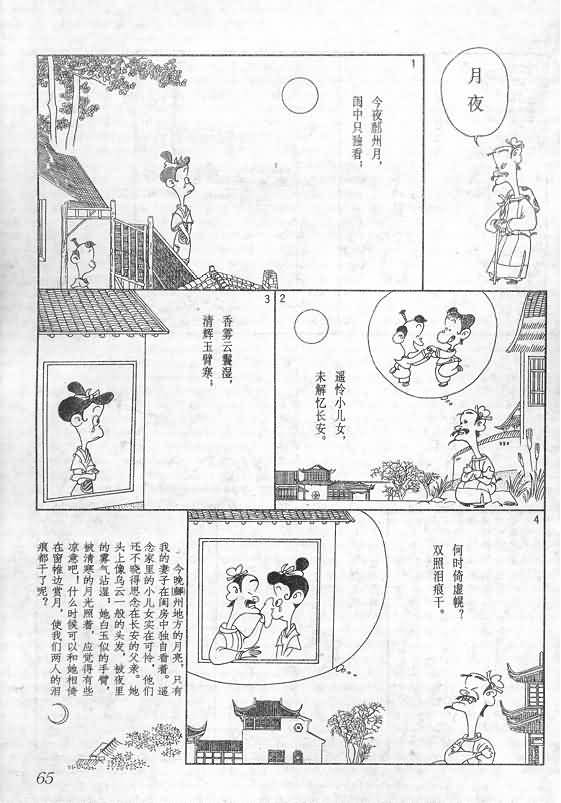 月夜
1
今夜鄜州月,
闺中只独看;
2
遥怜小儿女,
未解忆长安。
3
香雾云鬟湿,
清辉玉臂寒;
4
何时倚虚幌?
双照泪痕干。
今晚鄜州地方的月亮,只有
我的妻子在闺房中独自看着。遥
念家里的小儿女实在可怜,他们
还不晓得思念在长安的父亲。她
头上像乌云一般的头发,被夜里
的雾气沾湿,她白玉似的手臂,
被清寒的月光照着,应觉得有些
凉意吧!什么时候可以和她相倚
在窗帷边赏月,使我们两人的泪
痕都干了呢?
65